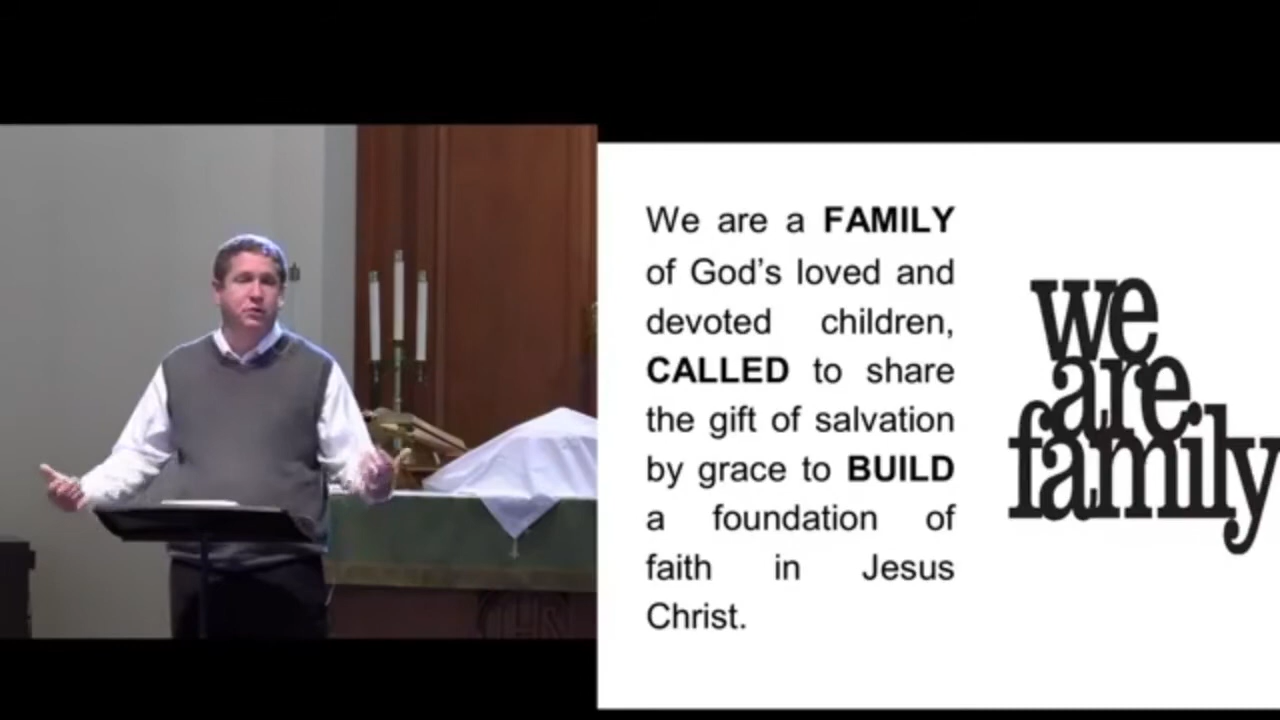 We are a FAMILY
of God's loved and
devoted children,
CALLED to share
the gift of salvation
by grace to BUILD
a foundation of
faith in Jesus
Christ.
we
are
family